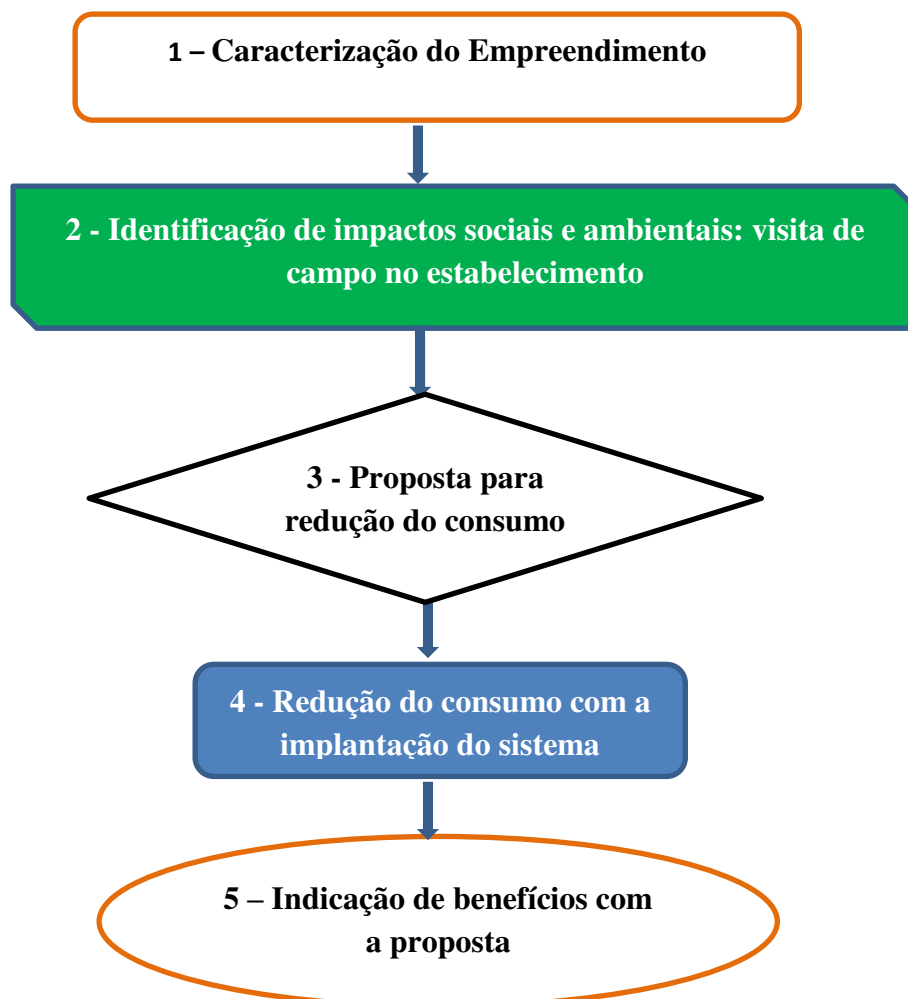 1 – Caracterização do Empreendimento
2 - Identificação de impactos sociais e ambientais: visita de
campo no estabelecimento
3 - Proposta para
redução do consumo
4 - Redução do consumo com a
implantação do sistema
5 – Indicação de benefícios com
a proposta